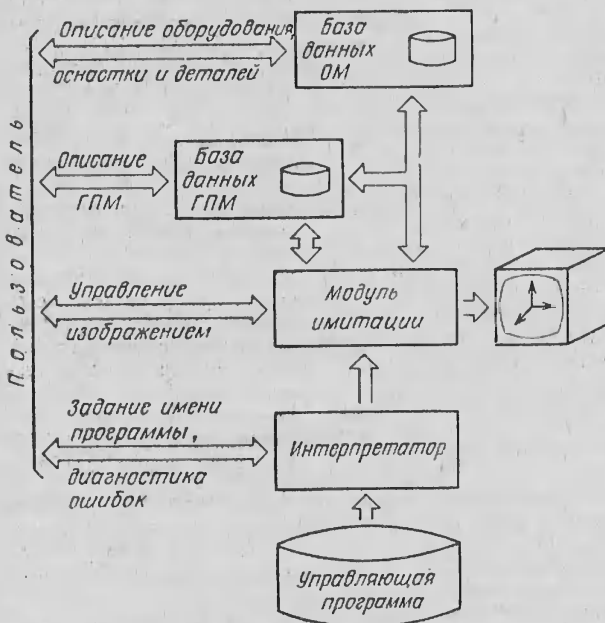 Пользователь
Описание оборудования,
оснастки и деталей
База
данных
ОМ
Описание
ГПМ
База
данных
ГПМ
Управление
изображением
Модуль
имитации
Задание имени
программы,
диагностика
ошибок
Интерпретатор
Управляющая
программа